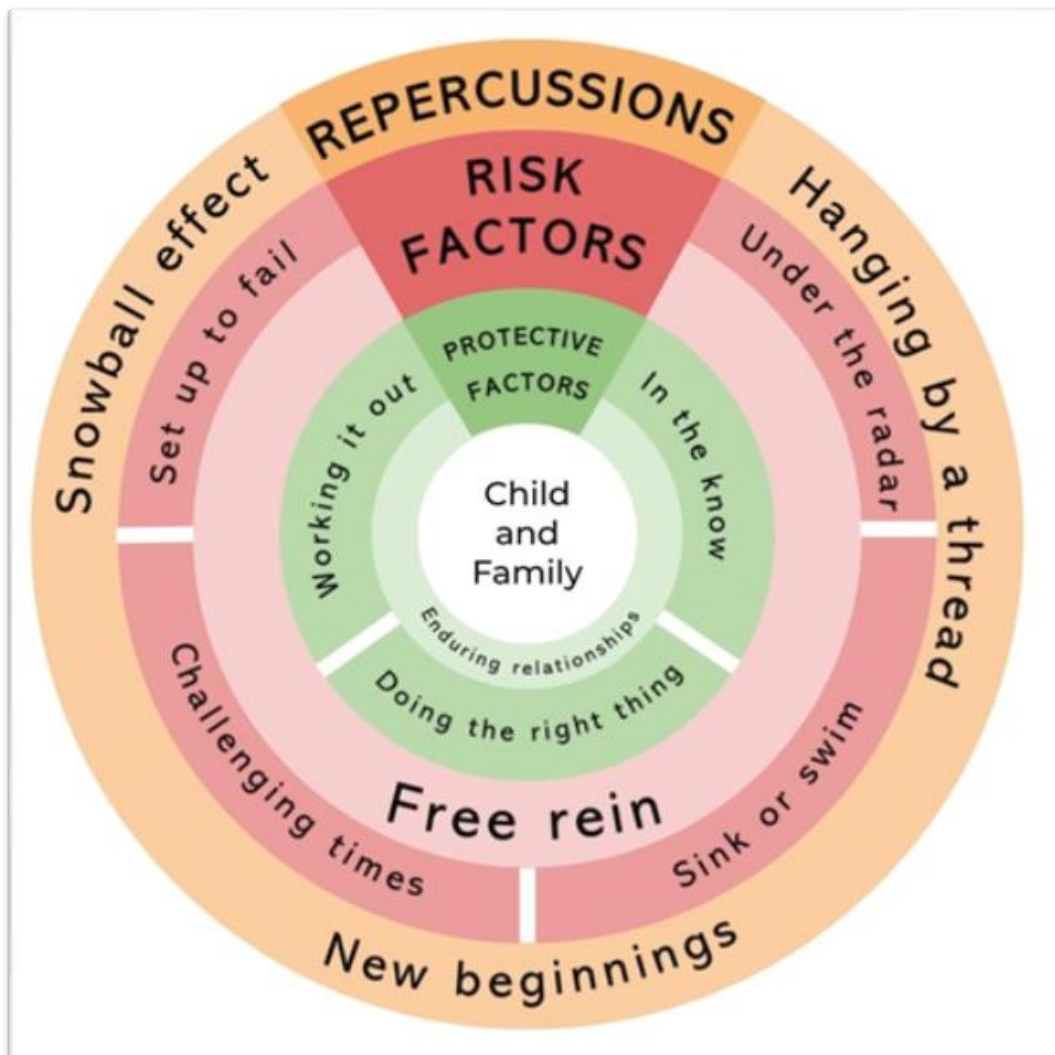 REPERCUSSIONS
RISK
FACTORS
PROTECTIVE
FACTORS
Snowball effect
Hanging by a thread
New beginnings
Set up to fail
Under the radar
Challenging times
Sink or swim
Free rein
Working it out
In the know
Doing the right thing
Enduring relationships
Child
and
Family